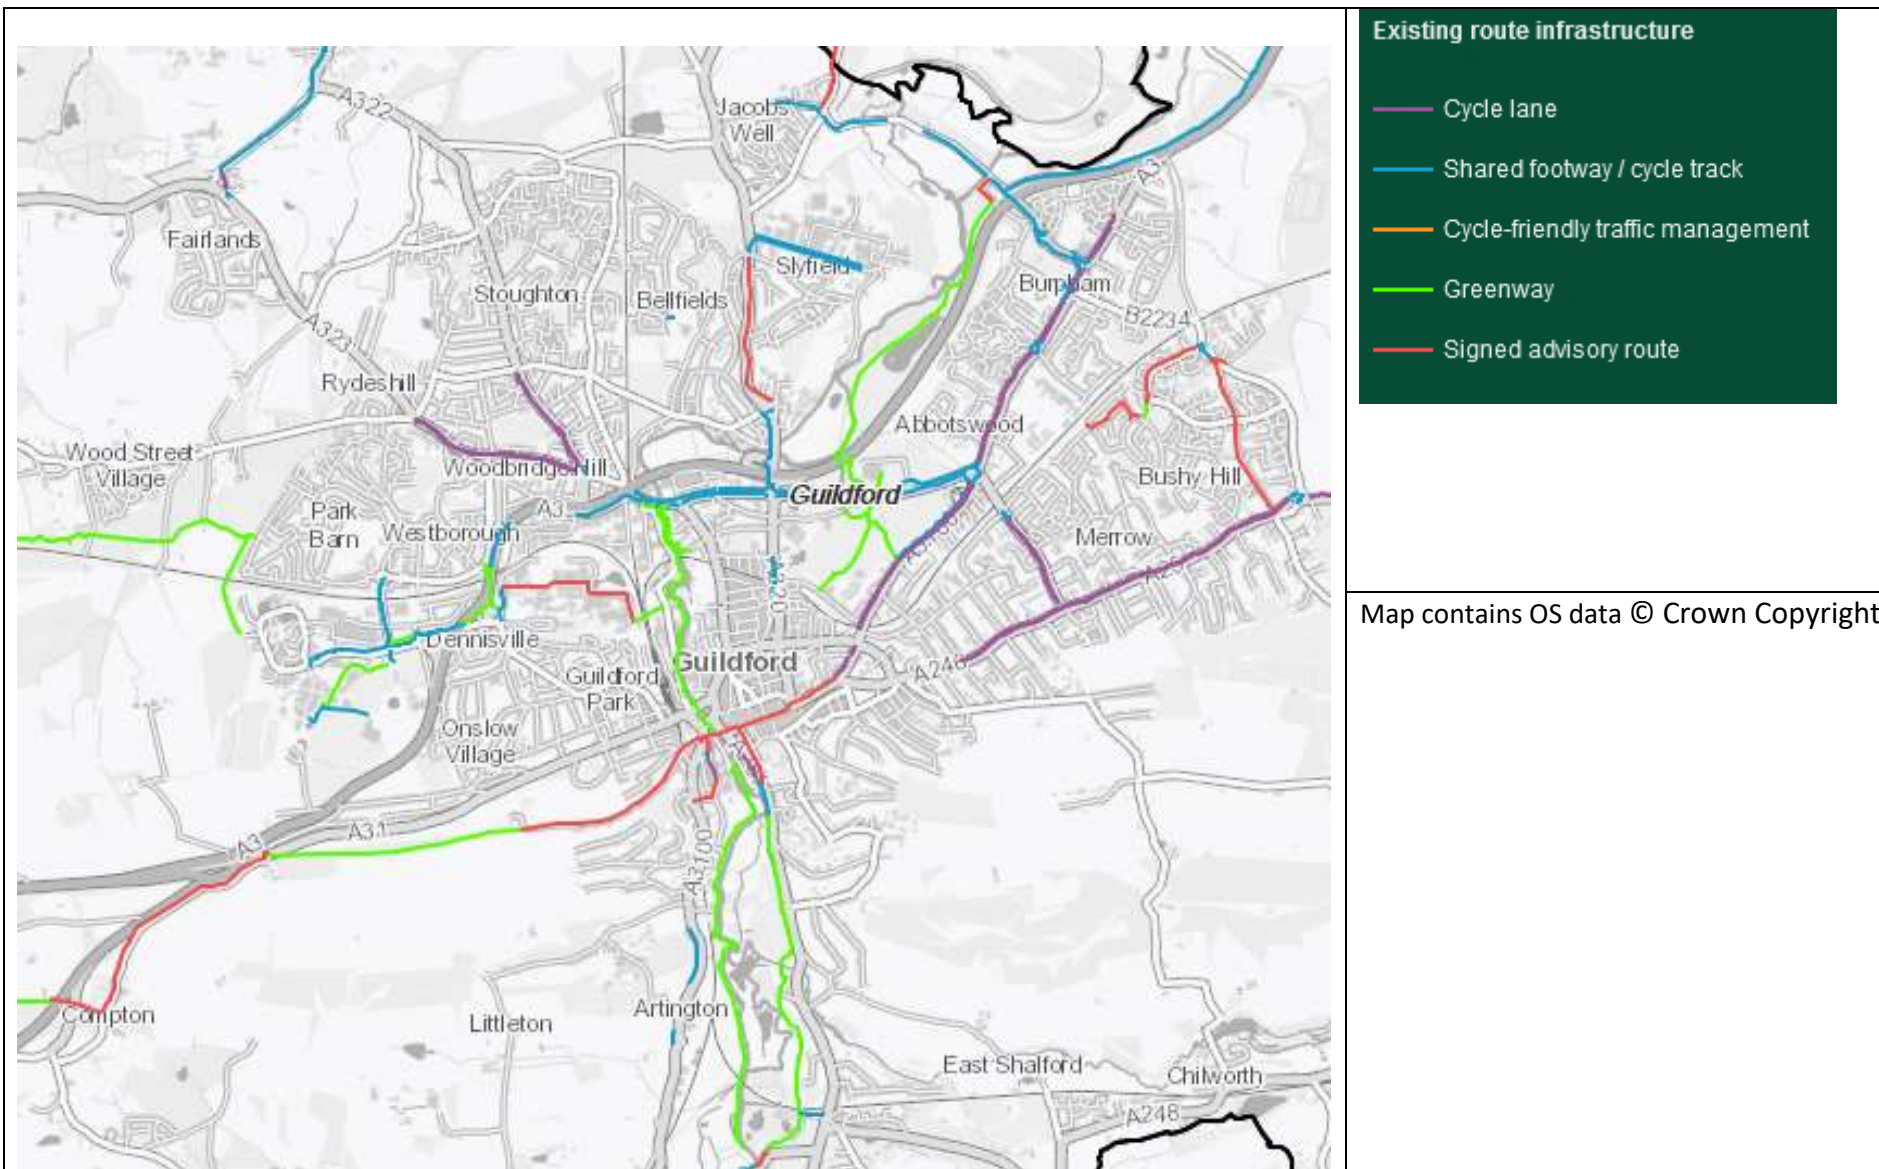 Existing route infrastructure
Cycle lane
Shared footway / cycle track
Cycle-friendly traffic management
Greenway
Signed advisory route
Map contains OS data © Crown Copyright
A322
Jacobs
Well
A3
Fairlands
Slyfield
Stoughton
Bellfields
Burpham
B2234
A323
Rydeshill
Abbotswood
Wood Street
Village
Woodbridge Hill
Bushy Hill
Guildford
Park
Barn
A3
Westborough
Merrow
A320
Dennisville
Guildford
A246
Guildford
Park
Onslow
Village
A31
A3
A3100
Compton
Littleton
Artington
East Shalford
Chilworth
A248